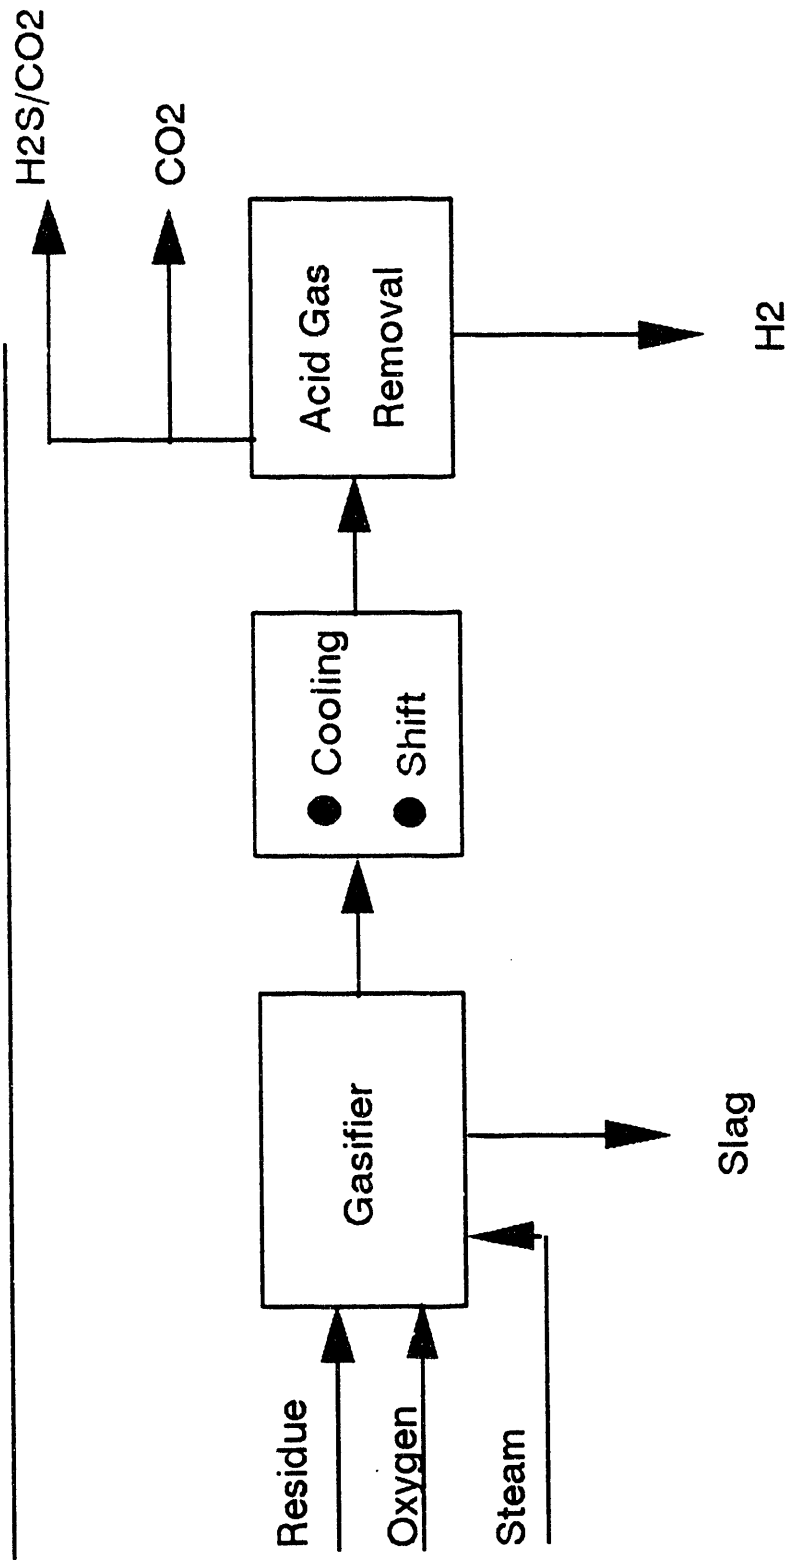 Residue
Oxygen
Steam
Gasifier
Slag
● Cooling
● Shift
Acid Gas
Removal
H2S/CO2
CO2
H2